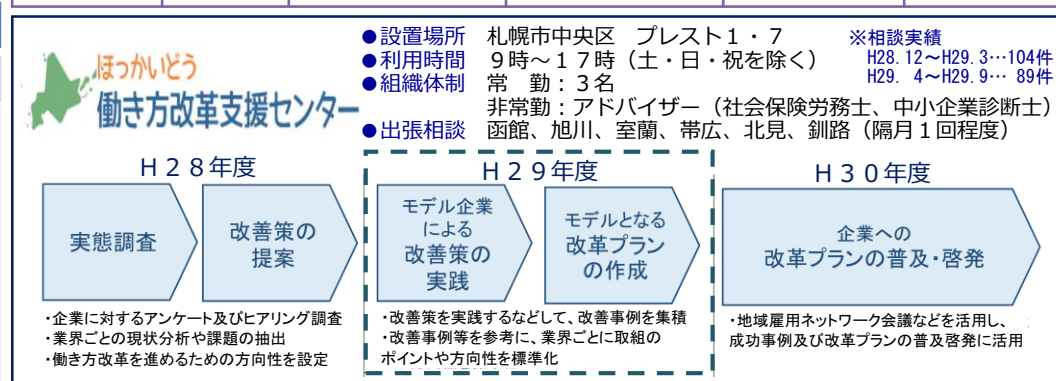 ほっかいどう
働き方改革支援センター
●設置場所 札幌市中央区 プレスト１・７
●利用時間 ９時～１７時（土・日・祝を除く）
●組織体制 常 勤：３名
非常勤：アドバイザー（社会保険労務士、中小企業診断士）
●出張相談 函館、旭川、室蘭、帯広、北見、釧路（隔月１回程度）
※相談実績
H28.12～H29.3…104件
H29. 4～H29.9… 89件
Ｈ２８年度
Ｈ２９年度
Ｈ３０年度
実態調査
改善策の
提案
モデル企業
による
改善策の
実践
モデルとなる
改革プラン
の作成
企業への
改革プランの普及・啓発
・企業に対するアンケート及びヒアリング調査
・業界ごとの現状分析や課題の抽出
・働き方改革を進めるための方向性を設定
・改善策を実践するなどして、改善事例を集積
・改善事例等を参考に、業界ごとに取組の
ポイントや方向性を標準化
・地域雇用ネットワーク会議などを活用し、
成功事例及び改革プランの普及啓発に活用